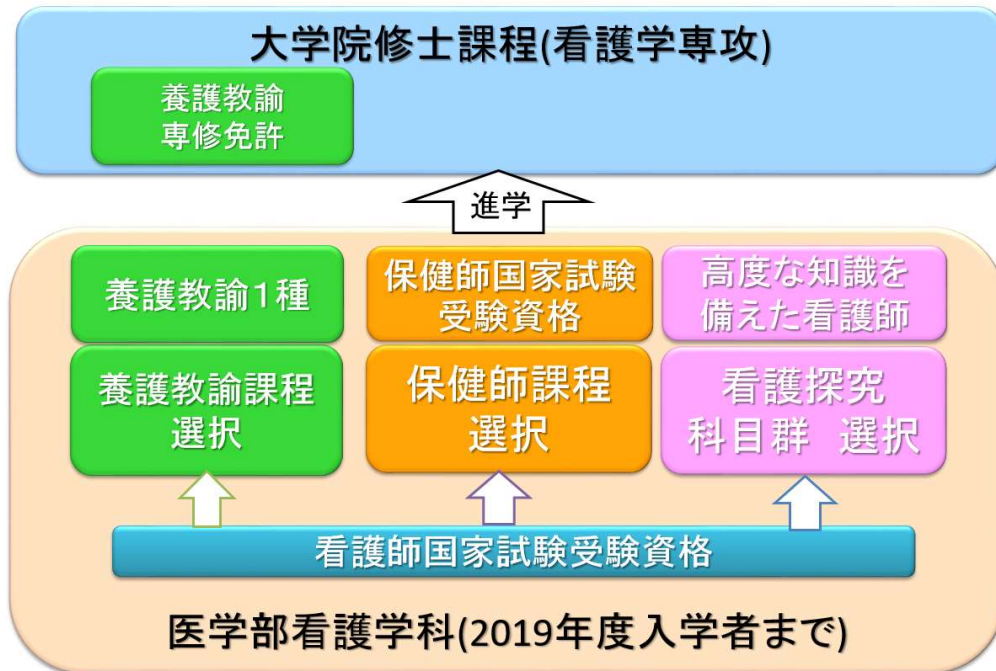 大学院修士課程(看護学専攻)
養護教諭
専修免許
進学
養護教諭1種
保健師国家試験
受験資格
高度な知識を
備えた看護師
養護教諭課程
選択
保健師課程
選択
看護探究
科目群 選択
看護師国家試験受験資格
医学部看護学科(2019年度入学者まで)